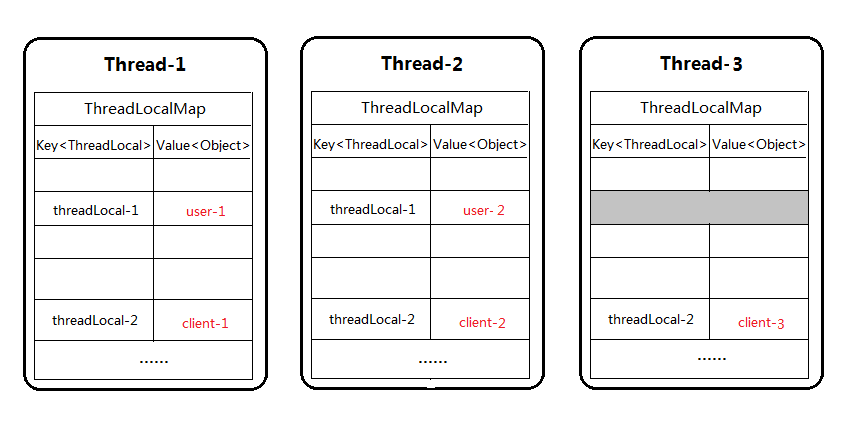 Thread-1
ThreadLocalMap
Key<ThreadLocal> Value<Object>
threadLocal-1 user-1
threadLocal-2 client-1
......
Thread-2
ThreadLocalMap
Key<ThreadLocal> Value<Object>
threadLocal-1 user- 2
threadLocal-2 client-2
......
Thread-3
ThreadLocalMap
Key<ThreadLocal> Value<Object>
threadLocal-2 client-3
......